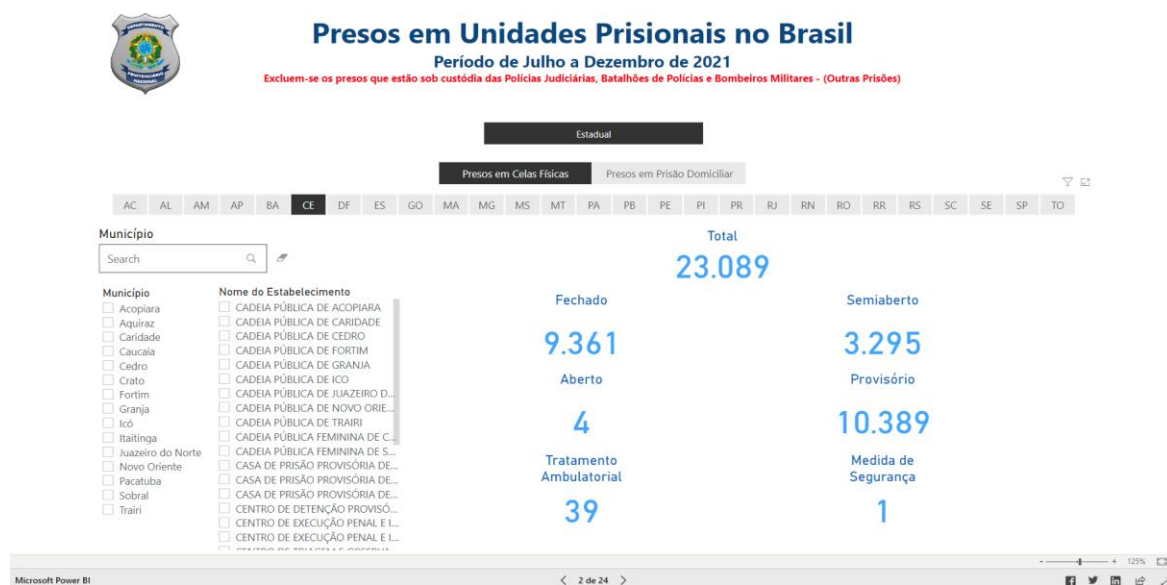 DEPARTAMENTO
PENITENCIÁRIO
NACIONAL
Presos em Unidades Prisionais no Brasil
Período de Julho a Dezembro de 2021
Excluem-se os presos que estão sob custódia das Polícias Judiciárias, Batalhões de Polícias e Bombeiros Militares - (Outras Prisões)
Estadual
Presos em Celas Físicas Presos em Prisão Domiciliar
AC AL AM AP BA CE DF ES GO MA MG MS MT PA PB PE PI PR RJ RN RO RR RS SC SE SP TO
Município
Search
Município
Acopiara
Aquiraz
Caridade
Caucaia
Cedro
Crato
Fortim
Granja
Icó
Itaitinga
Juazeiro do Norte
Novo Oriente
Pacatuba
Sobral
Trairi
Nome do Estabelecimento
CADEIA PÚBLICA DE ACOPIARA
CADEIA PÚBLICA DE CARIDADE
CADEIA PÚBLICA DE CEDRO
CADEIA PÚBLICA DE FORTIM
CADEIA PÚBLICA DE GRANJA
CADEIA PÚBLICA DE ICO
CADEIA PÚBLICA DE JUAZEIRO D...
CADEIA PÚBLICA DE NOVO ORIE...
CADEIA PÚBLICA DE TRAIRI
CADEIA PÚBLICA FEMININA DE C...
CADEIA PÚBLICA FEMININA DE S...
CASA DE PRISÃO PROVISÓRIA DE...
CASA DE PRISÃO PROVISÓRIA DE...
CASA DE PRISÃO PROVISÓRIA DE...
CENTRO DE DETENÇÃO PROVISÓ...
CENTRO DE EXECUÇÃO PENAL E I...
CENTRO DE EXECUÇÃO PENAL E I...
CENTRO DE TRIAGEM E OBSERVA...
Total
23.089
Fechado
9.361
Semiaberto
3.295
Aberto
4
Provisório
10.389
Tratamento
Ambulatorial
39
Medida de
Segurança
1
- + 125%
Microsoft Power BI
2 de 24